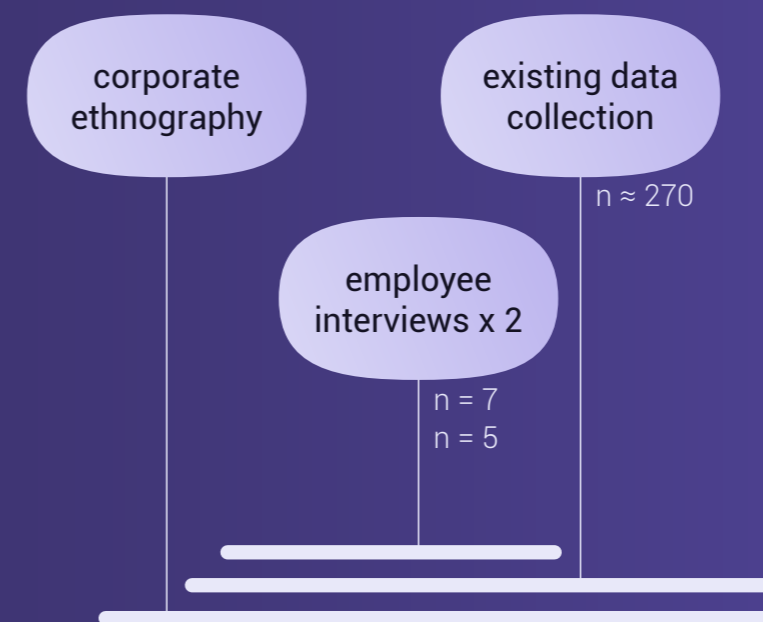 corporate
ethnography
existing data
collection
n ≈ 270
employee
interviews x 2
n = 7
n = 5